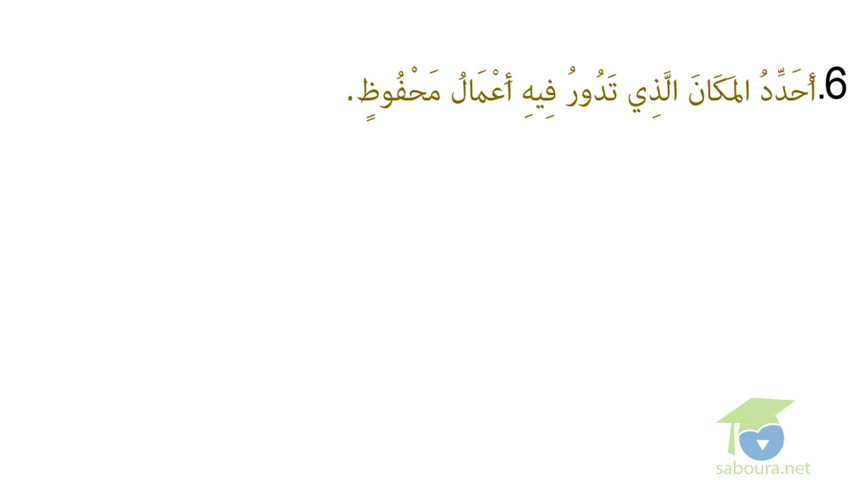 6.أُحَدِّدُ المَكَانَ الَّذِي تَدُورُ فِيهِ أَعْمَالُ مَحْفُوظٍ.
saboura.net